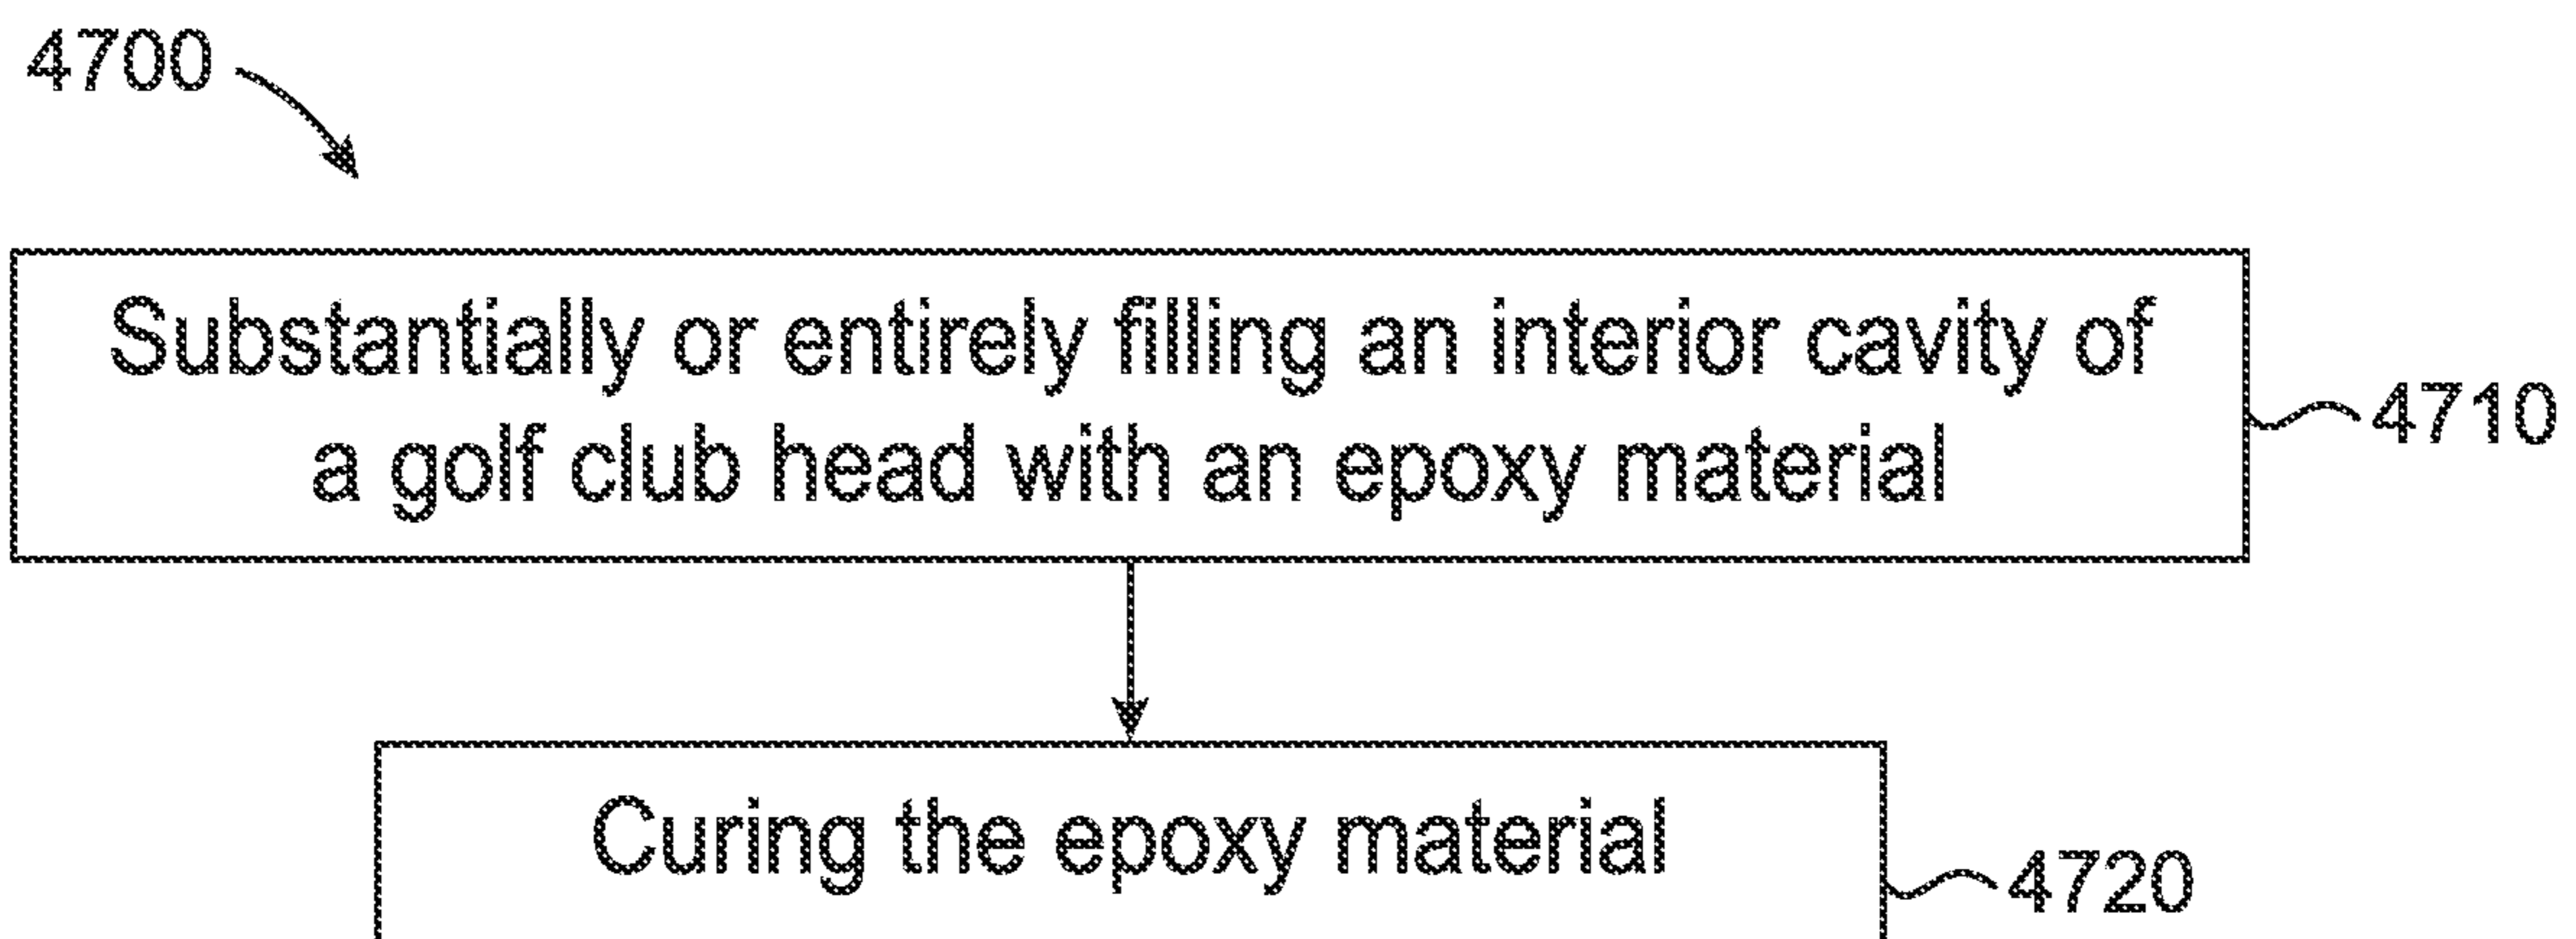 4700
Substantially or entirely filling an interior cavity of
a golf club head with an epoxy material
4710
Curing the epoxy material
4720